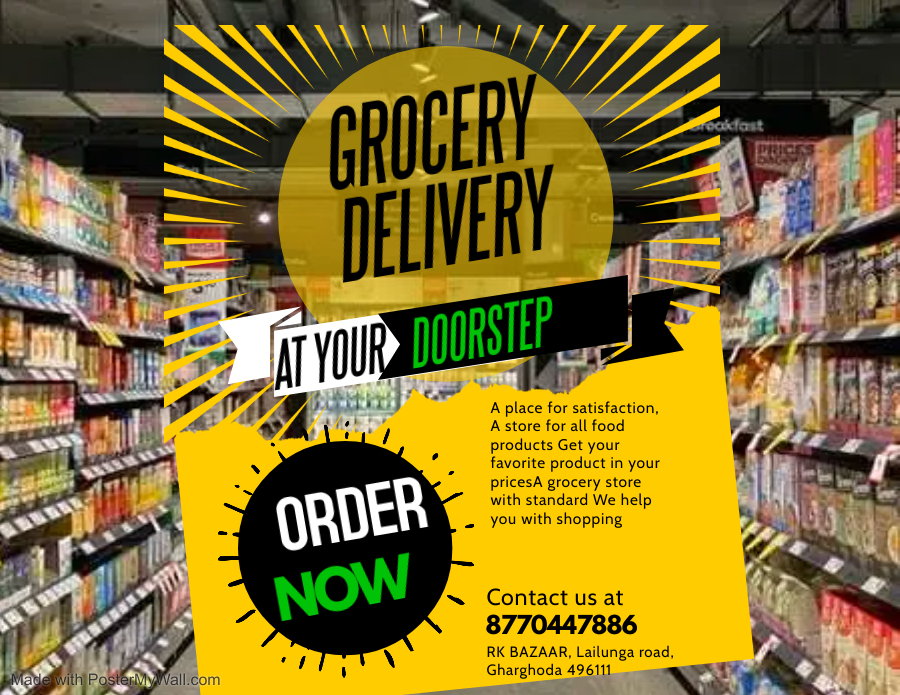 Breakfast
PRICES
GROCERY
DELIVERY
AT YOUR DOORSTEP
A place for satisfaction,
A store for all food
products Get your
favorite product in your
pricesA grocery store
with standard We help
you with shopping
ORDER
NOW
Contact us at
8770447886
RK BAZAAR, Lailunga road,
Gharghoda 496111
Made with PosterMyWall.com